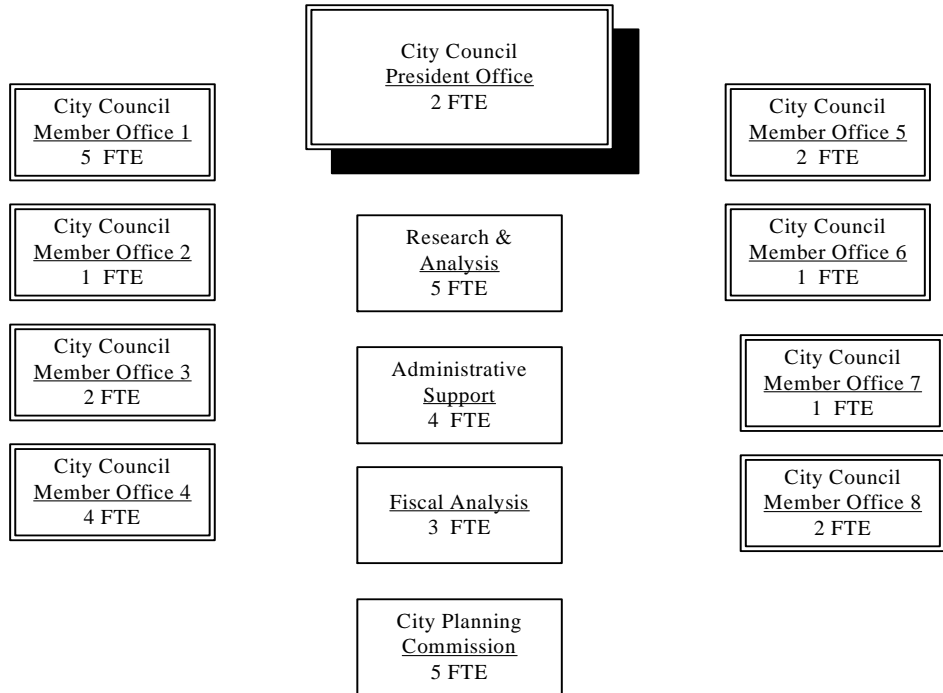 City Council
President Office
2 FTE
City Council
Member Office 1
5 FTE
City Council
Member Office 2
1 FTE
City Council
Member Office 3
2 FTE
City Council
Member Office 4
4 FTE
Research &
Analysis
5 FTE
Administrative
Support
4 FTE
Fiscal Analysis
3 FTE
City Planning
Commission
5 FTE
City Council
Member Office 5
2 FTE
City Council
Member Office 6
1 FTE
City Council
Member Office 7
1 FTE
City Council
Member Office 8
2 FTE